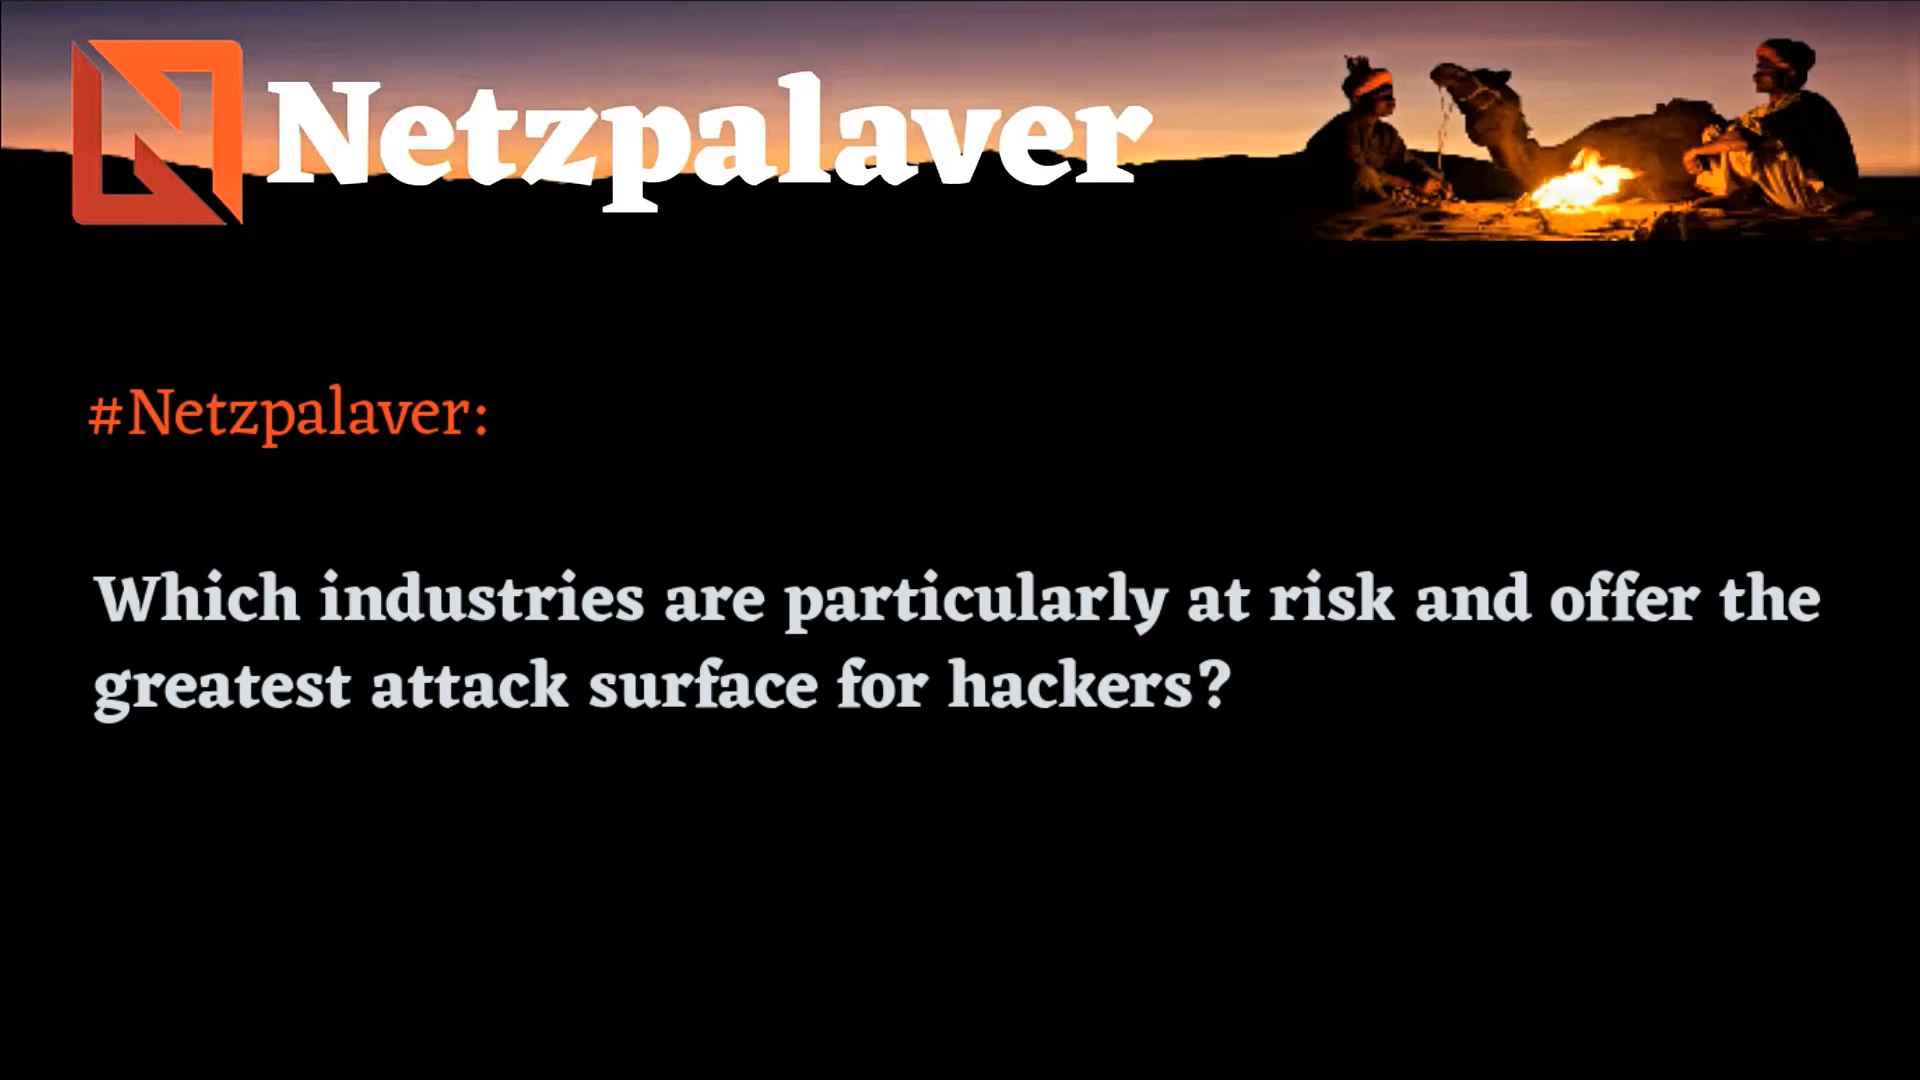 Netzpalaver
#Netzpalaver:
Which industries are particularly at risk and offer the
greatest attack surface for hackers?